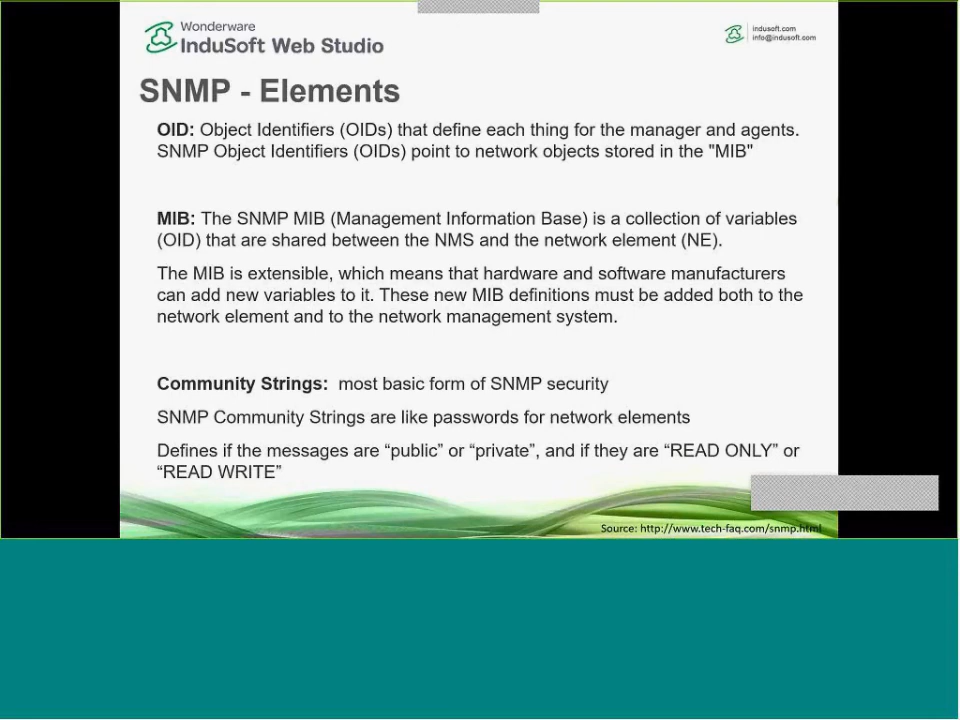 Wonderware
InduSoft Web Studio
indusoft.com
info@indusoft.com
SNMP - Elements
OID: Object Identifiers (OIDs) that define each thing for the manager and agents.
SNMP Object Identifiers (OIDs) point to network objects stored in the "MIB"
MIB: The SNMP MIB (Management Information Base) is a collection of variables
(OID) that are shared between the NMS and the network element (NE).
The MIB is extensible, which means that hardware and software manufacturers
can add new variables to it. These new MIB definitions must be added both to the
network element and to the network management system.
Community Strings:  most basic form of SNMP security
SNMP Community Strings are like passwords for network elements
Defines if the messages are “public” or “private”, and if they are “READ ONLY” or
“READ WRITE”
Source: http://www.tech-faq.com/snmp.html